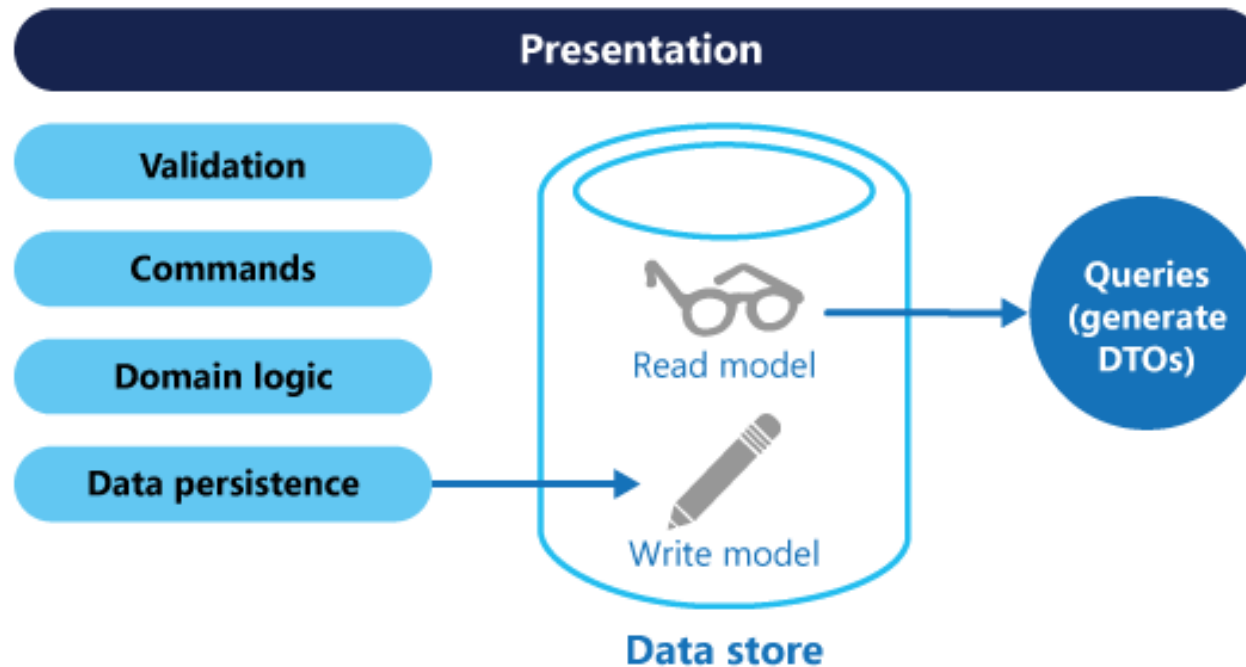 Presentation
Validation
Commands
Domain logic
Data persistence
Read model
Write model
Data store
Queries
(generate
DTOs)